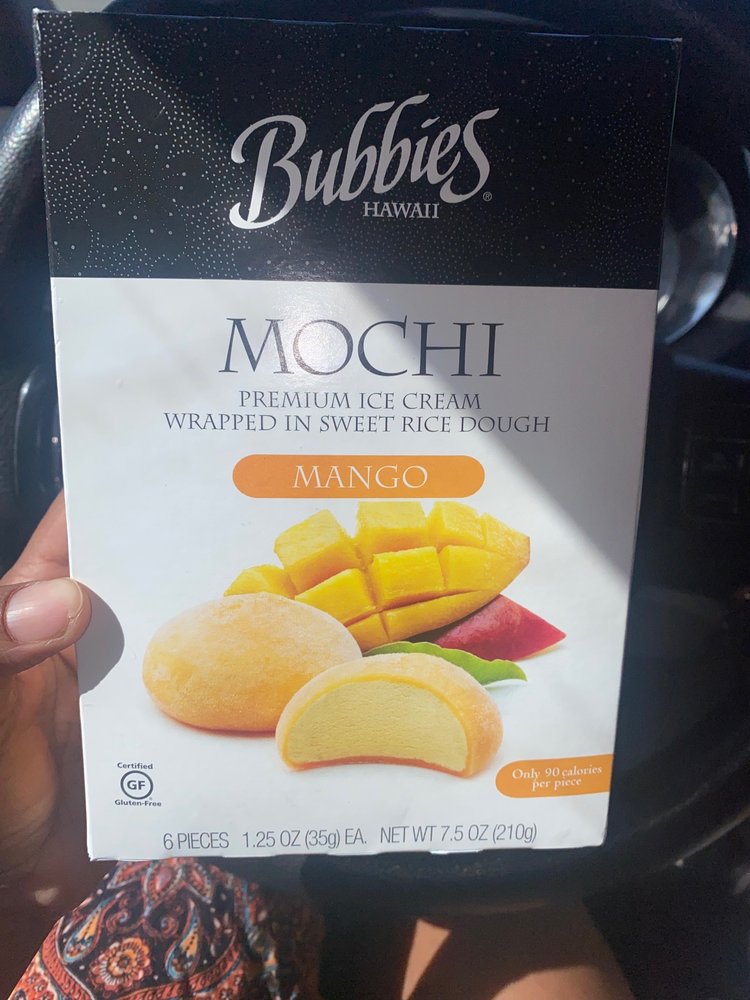 Bubbies®
HAWAII
MOCHI
PREMIUM ICE CREAM
WRAPPED IN SWEET RICE DOUGH
MANGO
Only 90 calories
per piece
Certified
GF
Gluten-Free
6 PIECES 1.25 OZ (35g) EA. NET WT 7.5 OZ (210g)